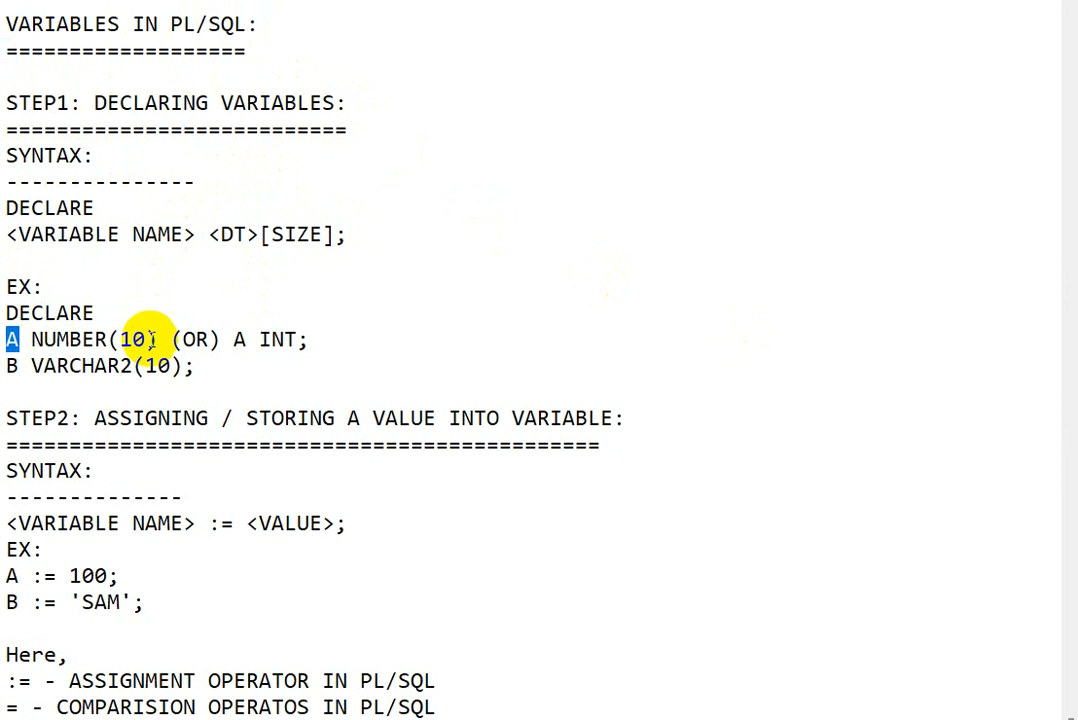 VARIABLES IN PL/SQL:
===================
STEP1: DECLARING VARIABLES:
===========================
SYNTAX:
---------------
DECLARE
<VARIABLE NAME> <DT>[SIZE];
EX:
DECLARE
A NUMBER(10) (OR) A INT;
B VARCHAR2(10);
STEP2: ASSIGNING / STORING A VALUE INTO VARIABLE:
===============================================
SYNTAX:
--------------
<VARIABLE NAME> := <VALUE>;
EX:
A := 100;
B := 'SAM';
Here,
:= - ASSIGNMENT OPERATOR IN PL/SQL
= - COMPARISION OPERATOS IN PL/SQL